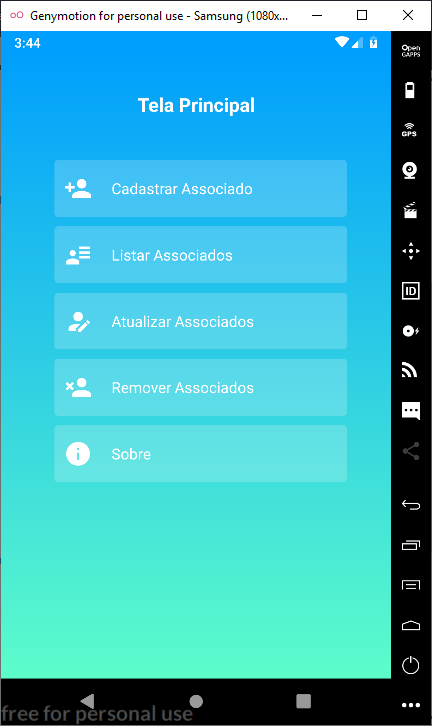 Genymotion for personal use - Samsung (1080x...
3:44
Open
GAPPS
Tela Principal
GPS
Cadastrar Associado
Listar Associados
ID
Atualizar Associados
Remover Associados
Sobre
free for personal use